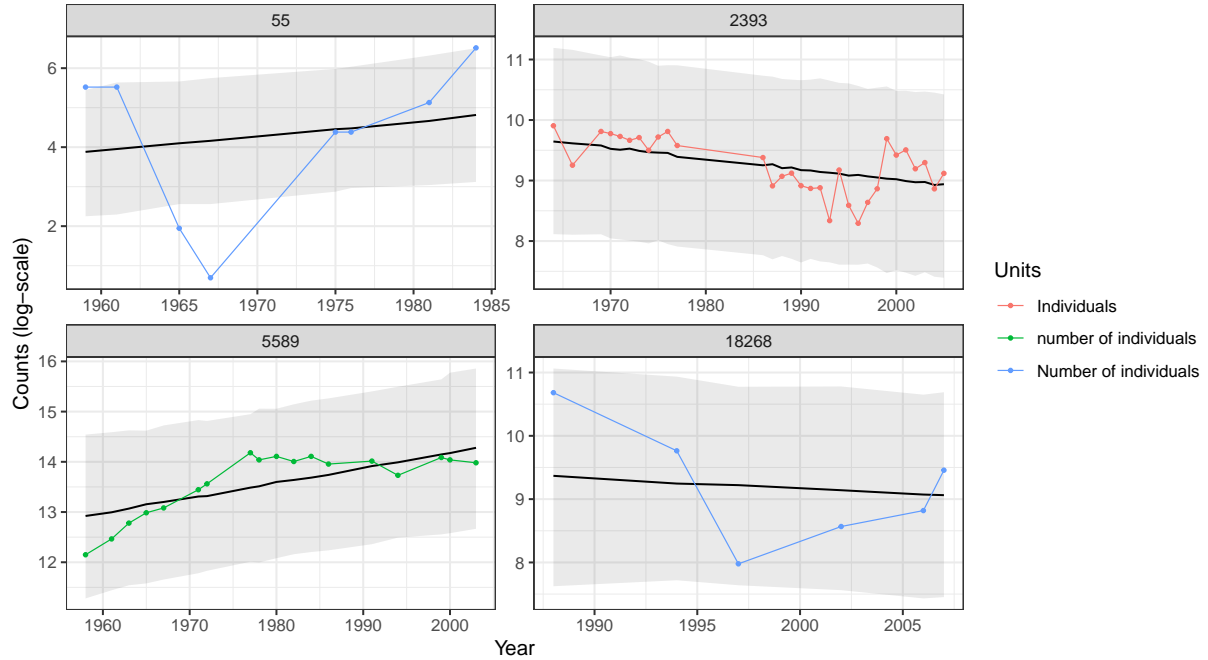 55
2393
6
4
2
1960 1965 1970 1975 1980 1985
11
10
9
8
1970 1980 1990 2000
5589
18268
16
15
14
13
12
1960 1970 1980 1990 2000
11
10
9
8
1990 1995 2000 2005
Counts (log−scale)
Year
Units
Individuals
number of individuals
Number of individuals